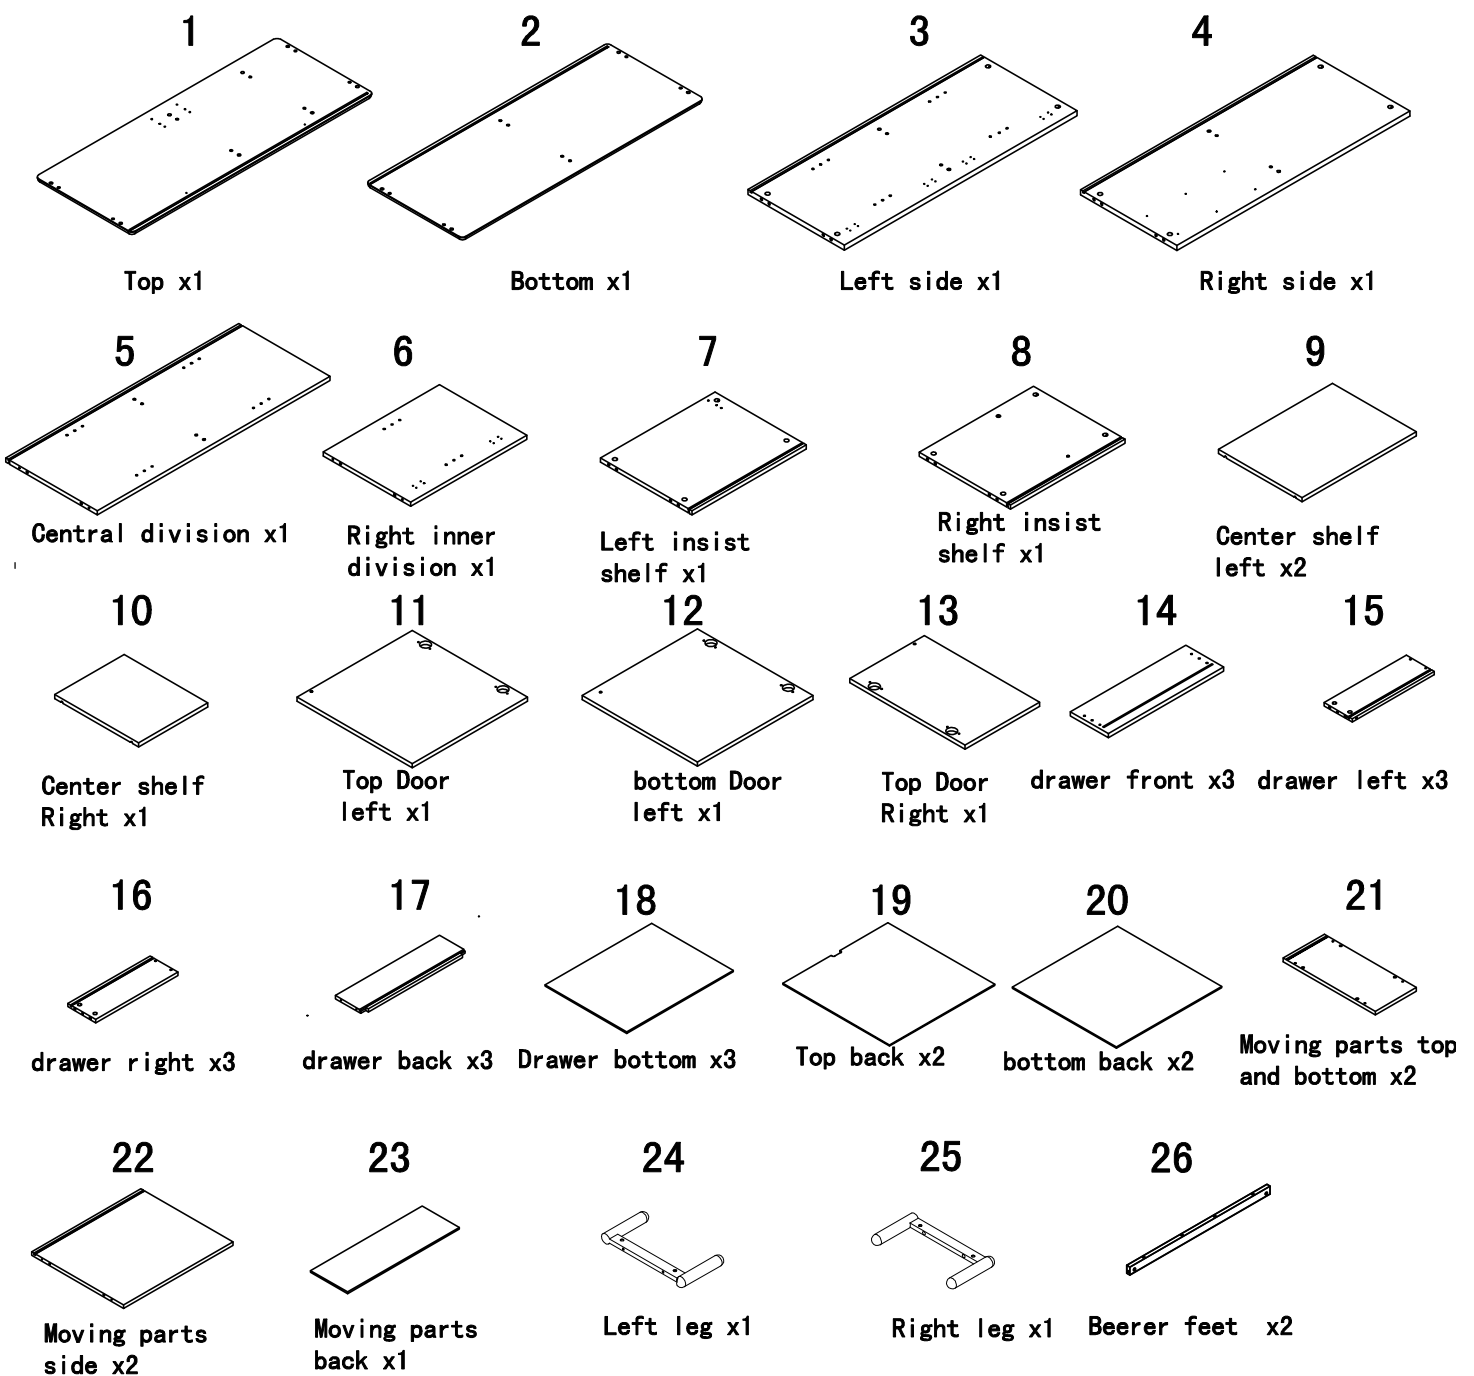 1
2
3
4
Top x1
Bottom x1
Left side x1
Right side x1
5
6
7
8
9
Central division x1
Right inner
division x1
Left insist
shelf x1
Right insist
shelf x1
Center shelf
left x2
10
11
12
13
14
15
Center shelf
Right x1
Top Door
left x1
bottom Door
left x1
Top Door
Right x1
drawer front x3
drawer left x3
16
17
18
19
20
21
drawer right x3
drawer back x3
Drawer bottom x3
Top back x2
bottom back x2
Moving parts top
and bottom x2
22
23
24
25
26
Moving parts
side x2
Moving parts
back x1
Left leg x1
Right leg x1
Beerer feet x2